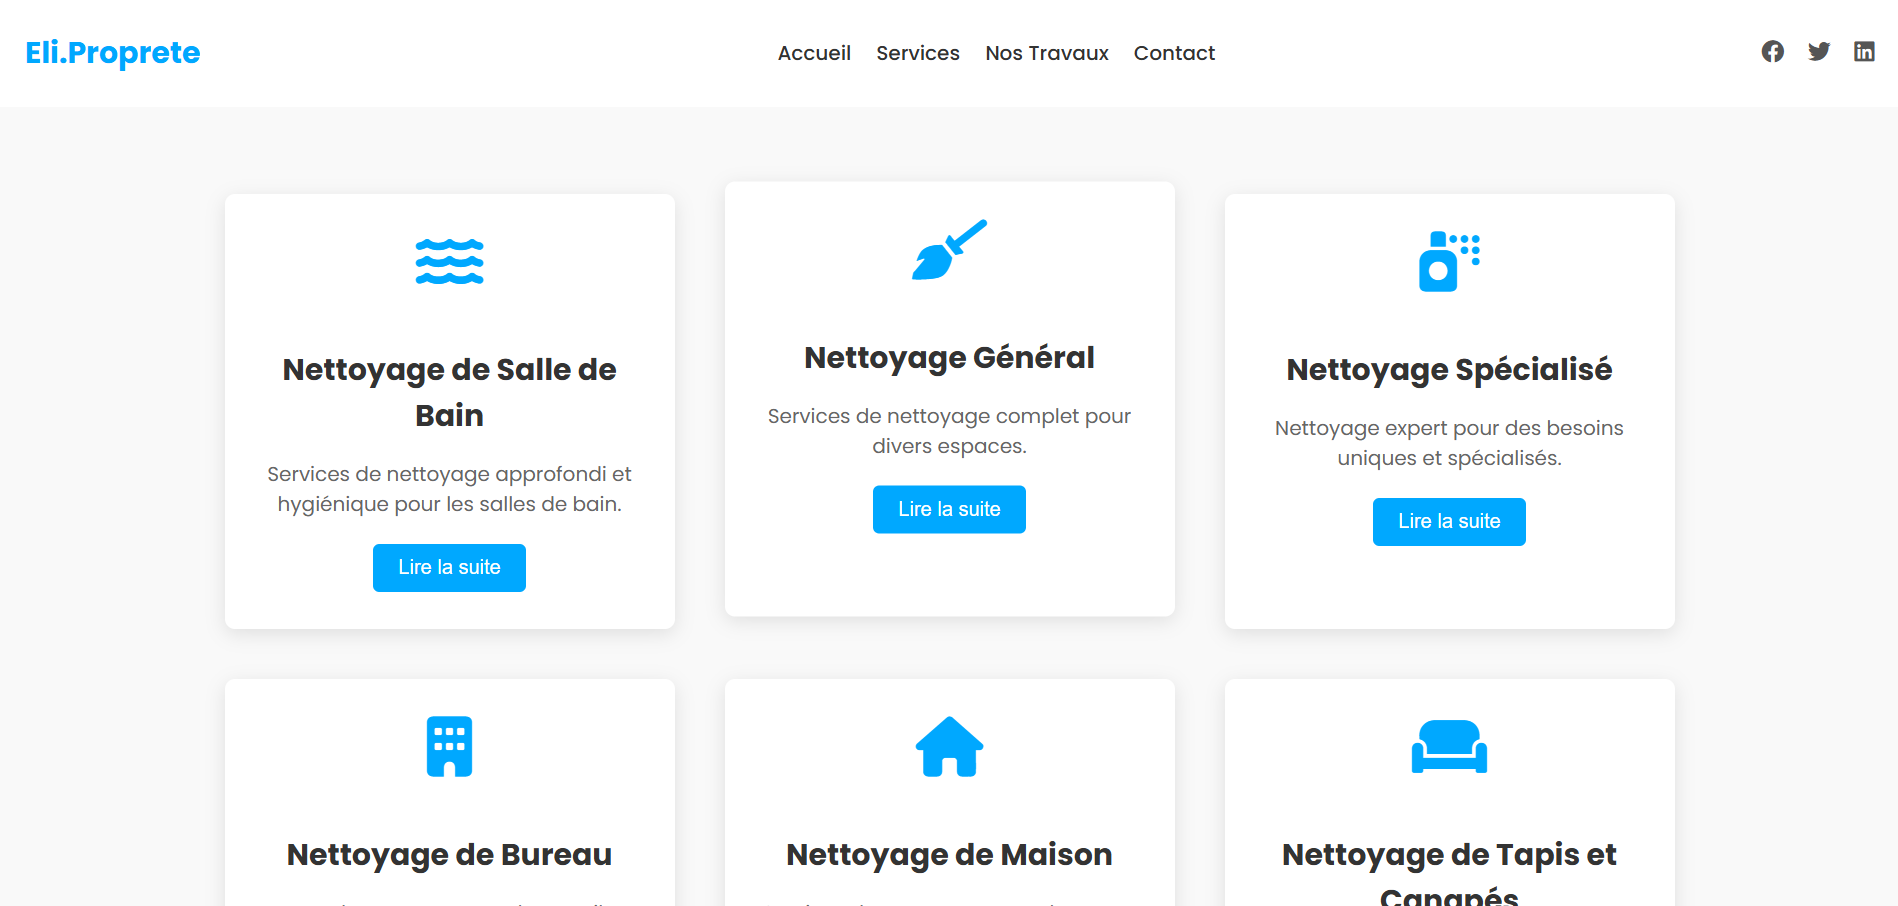 Eli.Proprete
Accueil Services Nos Travaux Contact
Nettoyage de Salle de
Bain
Services de nettoyage approfondi et
hygiénique pour les salles de bain.
Lire la suite
Nettoyage Général
Services de nettoyage complet pour
divers espaces.
Lire la suite
Nettoyage Spécialisé
Nettoyage expert pour des besoins
uniques et spécialisés.
Lire la suite
Nettoyage de Bureau
Nettoyage de Maison
Nettoyage de Tapis et
Canapés